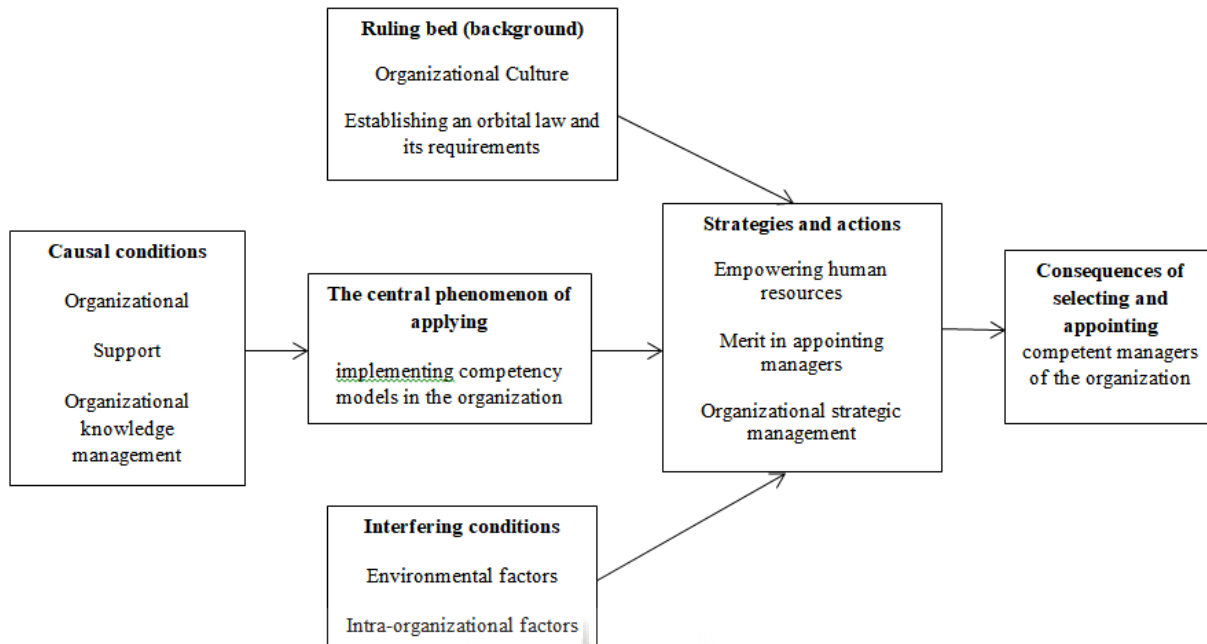 Ruling bed (background)
Organizational Culture
Establishing an orbital law and
its requirements
Causal conditions
Organizational
Support
Organizational
knowledge
management
The central phenomenon of
applying
implementing competency
models in the organization
Strategies and actions
Empowering human
resources
Merit in appointing
managers
Organizational strategic
management
Consequences of
selecting and
appointing
competent managers
of the organization
Interfering conditions
Environmental factors
Intra-organizational factors